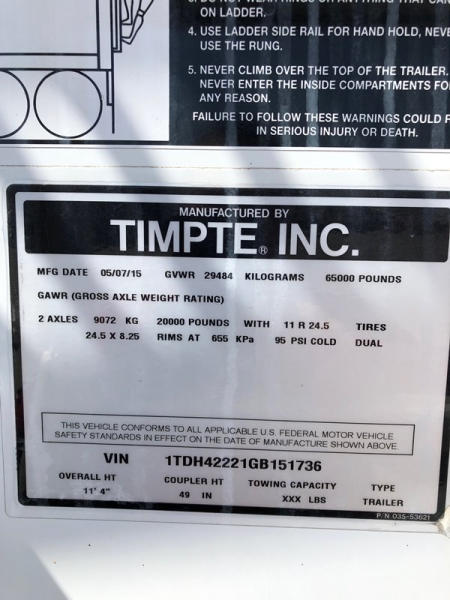 ON LADDER.
4. USE LADDER SIDE RAIL FOR HAND HOLD,
USE THE RUNG.
5. NEVER CLIMB OVER THE TOP OF THE TRAILER.
NEVER ENTER THE INSIDE COMPARTMENTS
ANY REASON.
FAILURE TO FOLLOW THESE WARNINGS COULD
IN SERIOUS INJURY OR DEATH.
MANUFACTURED BY
TIMPTE® INC.
MFG DATE 05/07/15 GVWR 29484 KILOGRAMS 65000 POUNDS
GAWR (GROSS AXLE WEIGHT RATING)
2 AXLES 9072 KG 20000 POUNDS WITH 11 R 24.5 TIRES
24.5 X 8.25 RIMS AT 655 KPa 95 PSI COLD DUAL
THIS VEHICLE CONFORMS TO ALL APPLICABLE U.S. FEDERAL MOTOR VEHICLE
SAFETY STANDARDS IN EFFECT ON THE DATE OF MANUFACTURE SHOWN ABOVE.
VIN 1TDH42221GB151736
OVERALL HT COUPLER HT TOWING CAPACITY TYPE
11' 4" 49 IN XXX LBS TRAILER
P/N 035-53621